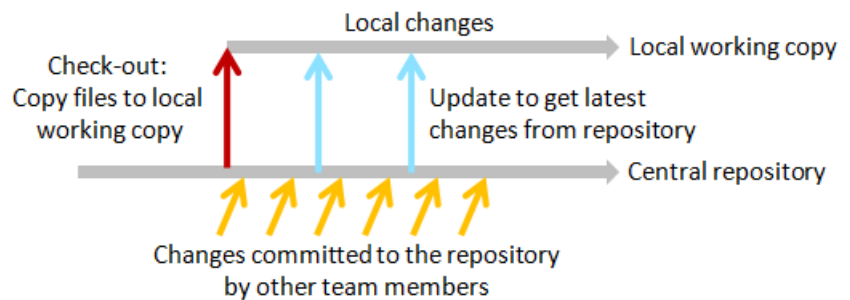 Local changes
Local working copy
Check-out:
Copy files to local
working copy
Update to get latest
changes from repository
Central repository
Changes committed to the repository
by other team members